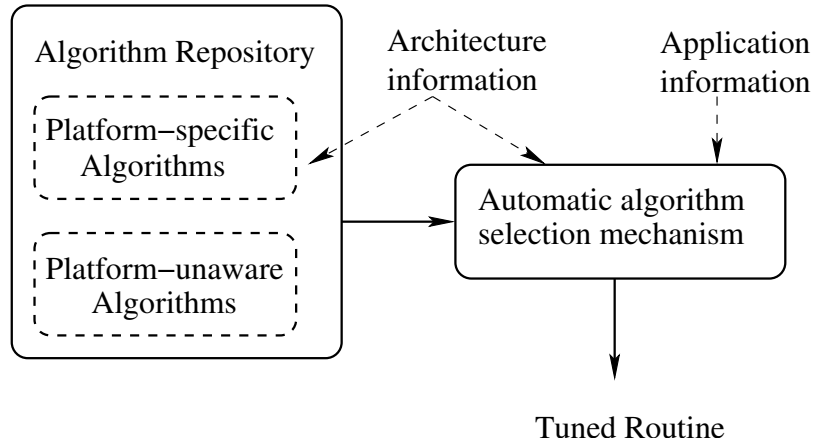 Algorithm Repository
Architecture
information
Application
information
Platform−specific
Algorithms
Automatic algorithm
selection mechanism
Platform−unaware
Algorithms
Tuned Routine